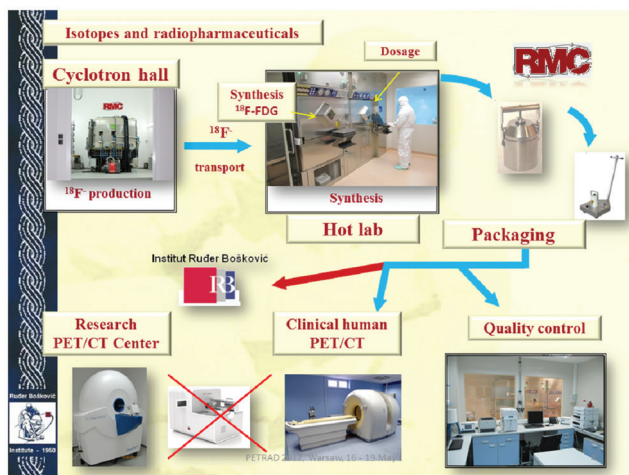 Isotopes and radiopharmaceuticals
Cyclotron hall
RMC
¹⁸F⁻ production
¹⁸F⁻
transport
Synthesis
¹⁸F-FDG
Dosage
Synthesis
Hot lab
RMC
Packaging
Institut Ruđer Bošković
RB
Research
PET/CT Center
Clinical human
PET/CT
Quality control
Ruđer Bošković
Institute - 1950
Warsaw, 16 - 19 May